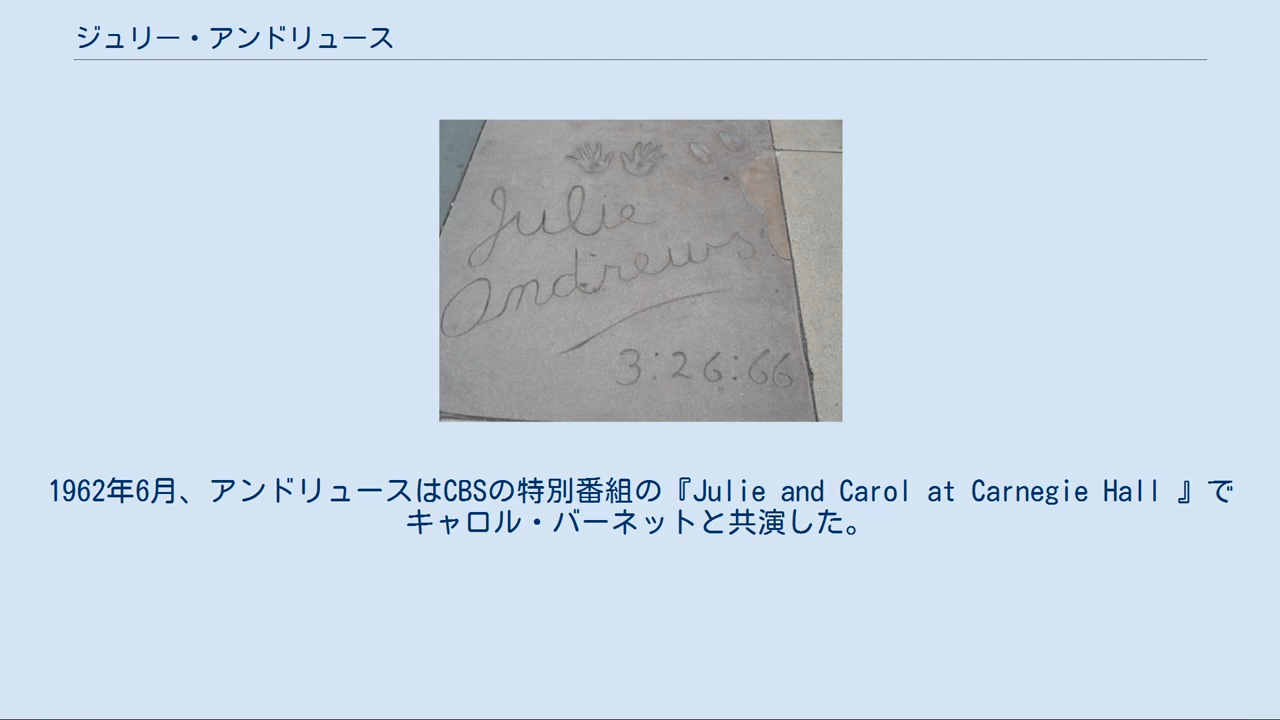 ジュリー・アンドリュース
Julie
Andrews
3:26:66
1962年6月、アンドリュースはCBSの特別番組の『Julie and Carol at Carnegie Hall 』で
キャロル・バーネットと共演した。